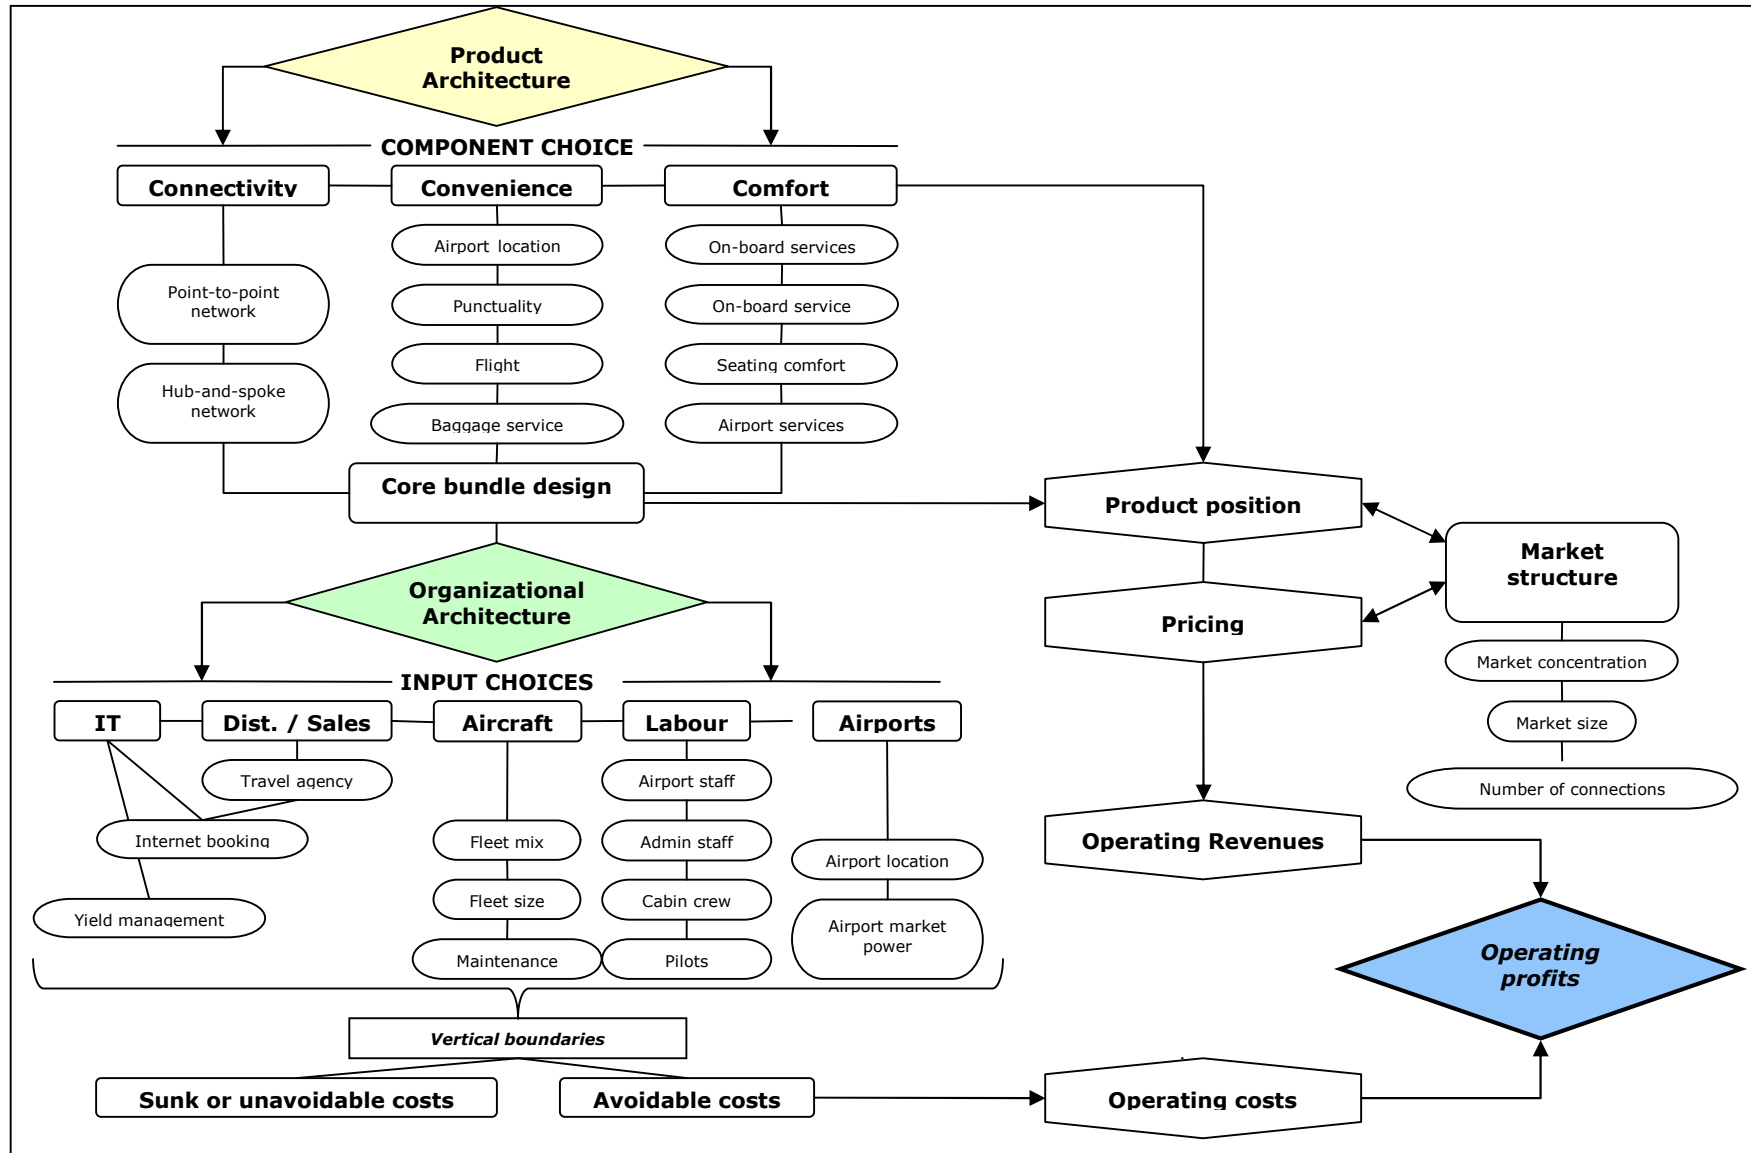 Product
Architecture
COMPONENT CHOICE
Connectivity
Convenience
Comfort
Airport location
On-board services
Point-to-point
network
Punctuality
On-board service
Flight
Seating comfort
Hub-and-spoke
network
Baggage service
Airport services
Core bundle design
Product position
Market
structure
Organizational
Architecture
Pricing
Market concentration
INPUT CHOICES
IT
Dist. / Sales
Aircraft
Labour
Airports
Market size
Travel agency
Airport staff
Number of connections
Internet booking
Fleet mix
Admin staff
Operating Revenues
Airport location
Yield management
Fleet size
Cabin crew
Airport market
power
Maintenance
Pilots
Operating
profits
Vertical boundaries
Sunk or unavoidable costs
Avoidable costs
Operating costs